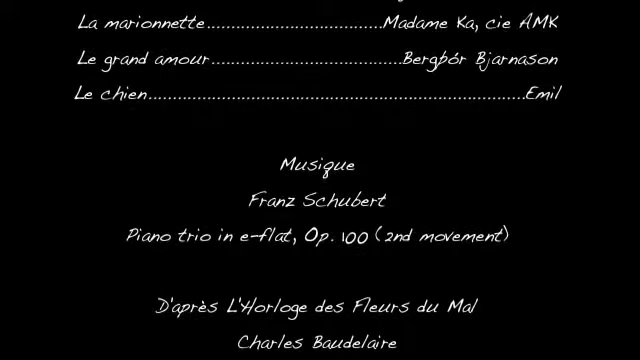 La marionnette......................................Madame Ka, cie AMK
Le grand amour.........................................Bergþór Bjarnason
Le chien................................................................................Emil
Musique
Franz Schubert
Piano trio in e-flat, Op. 100 (2nd movement)
D'après L'Horloge des Fleurs du Mal
Charles Baudelaire